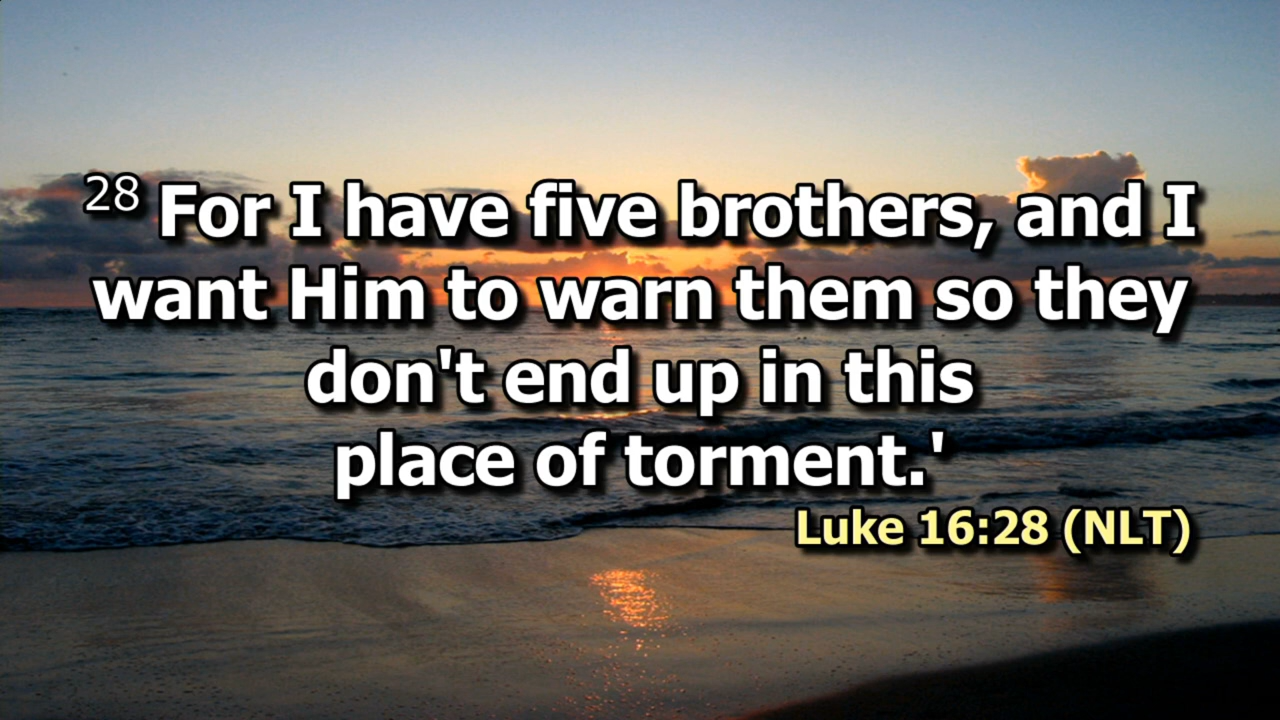 28 For I have five brothers, and I
want Him to warn them so they
don't end up in this
place of torment.'
Luke 16:28 (NLT)